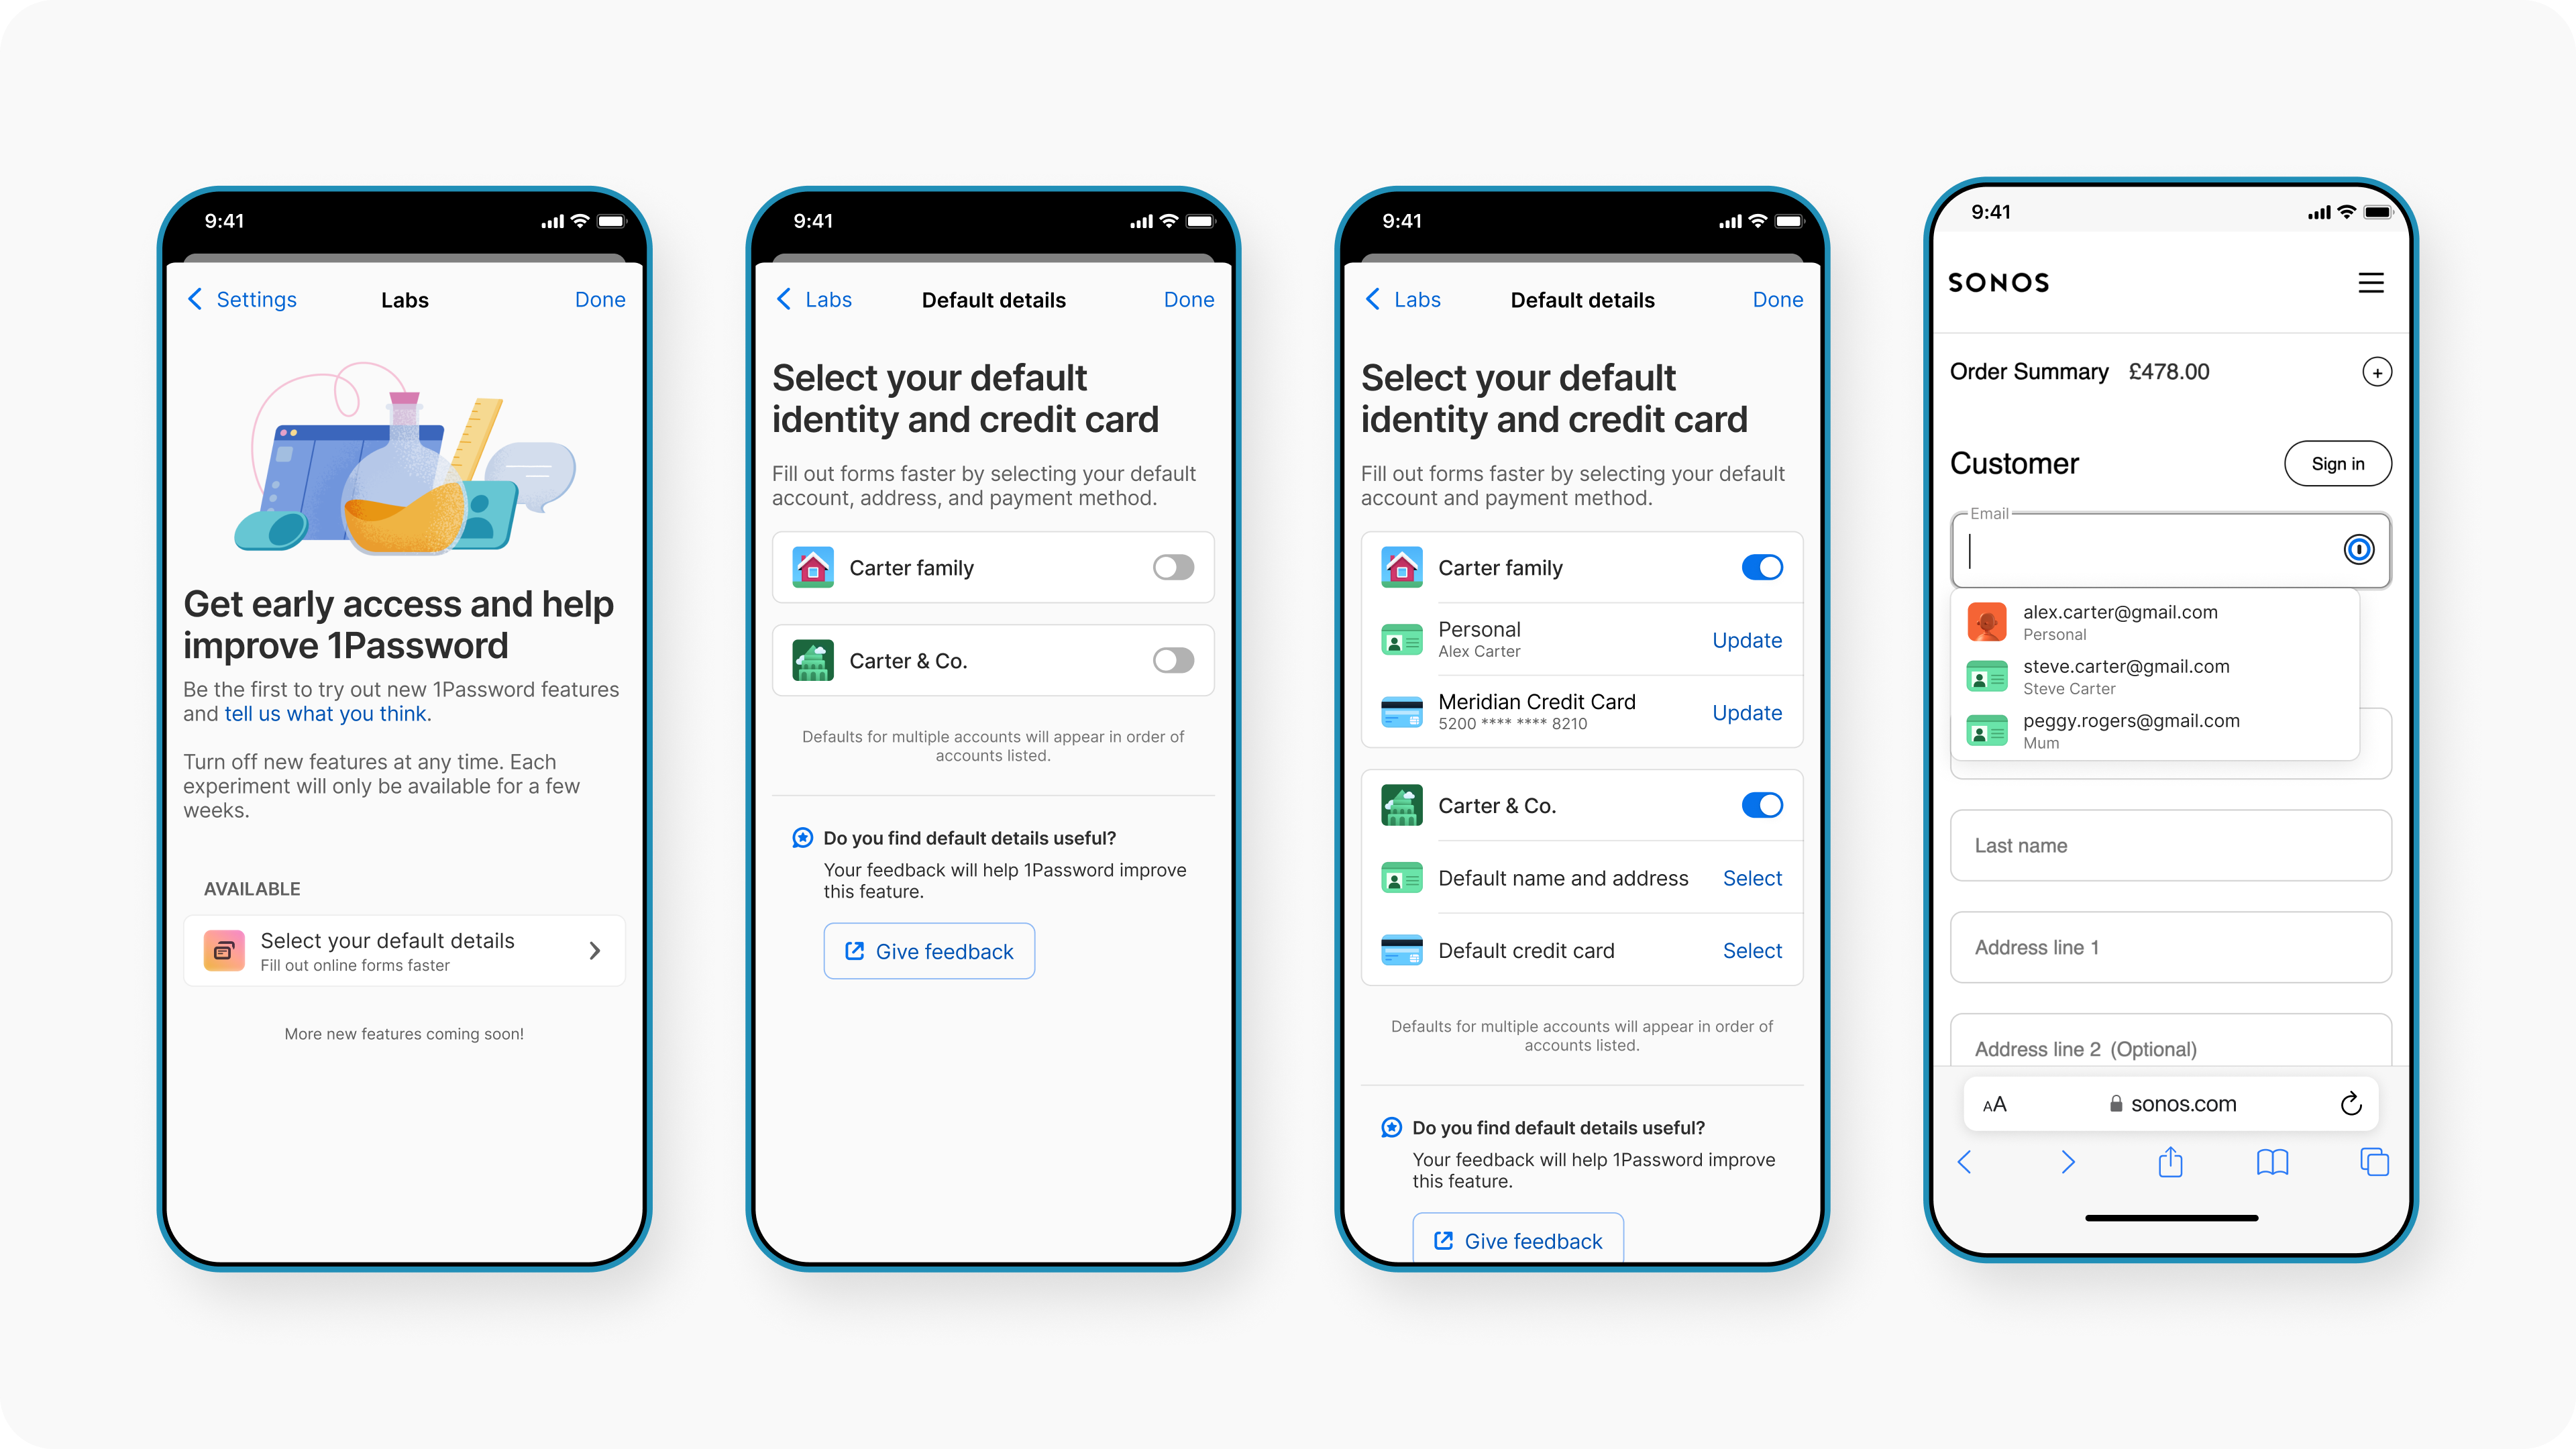 9:41
Settings
Labs
Done
Get early access and help
improve 1Password
Be the first to try out new 1Password features
and tell us what you think.
Turn off new features at any time. Each
experiment will only be available for a few
weeks.
AVAILABLE
Select your default details
Fill out online forms faster
More new features coming soon!
9:41
Labs
Default details
Done
Select your default
identity and credit card
Fill out forms faster by selecting your default
account, address, and payment method.
Carter family
Carter & Co.
Defaults for multiple accounts will appear in order of
accounts listed.
Do you find default details useful?
Your feedback will help 1Password improve
this feature.
Give feedback
9:41
Labs
Default details
Done
Select your default
identity and credit card
Fill out forms faster by selecting your default
account and payment method.
Carter family
Personal
Alex Carter
Update
Meridian Credit Card
5200 **** **** 8210
Update
Carter & Co.
Default name and address
Select
Default credit card
Select
Defaults for multiple accounts will appear in order of
accounts listed.
Do you find default details useful?
Your feedback will help 1Password improve
this feature.
Give feedback
9:41
SONOS
Order Summary £478.00
Customer
Sign in
Email
alex.carter@gmail.com
Personal
steve.carter@gmail.com
Steve Carter
peggy.rogers@gmail.com
Mum
Last name
Address line 1
Address line 2 (Optional)
AA
sonos.com